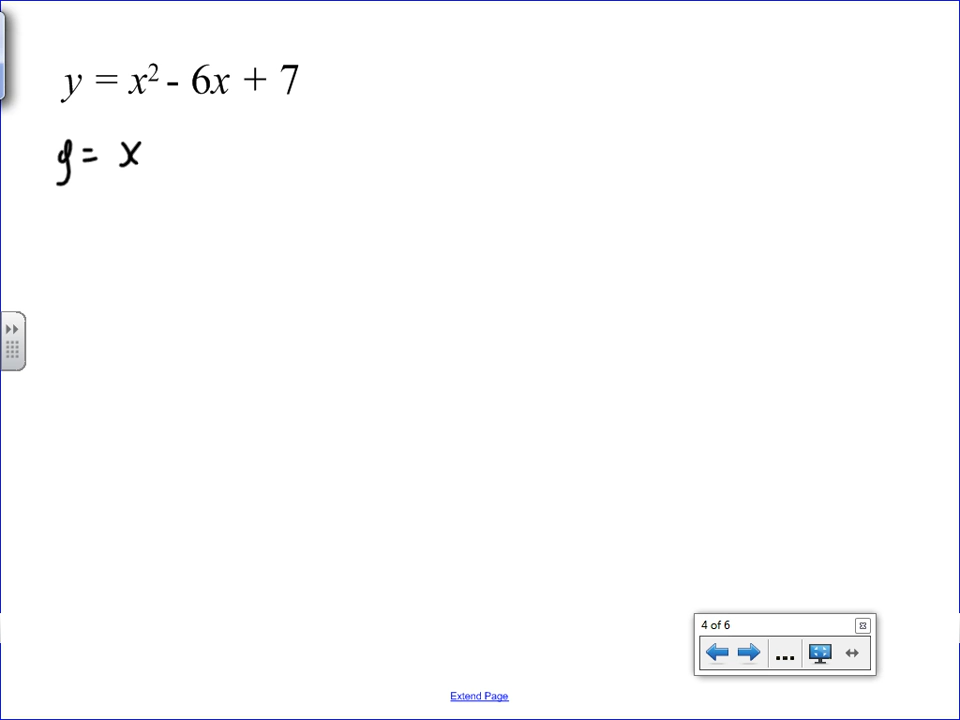 y = x² - 6x + 7
y = x
4 of 6
...
Extend Page